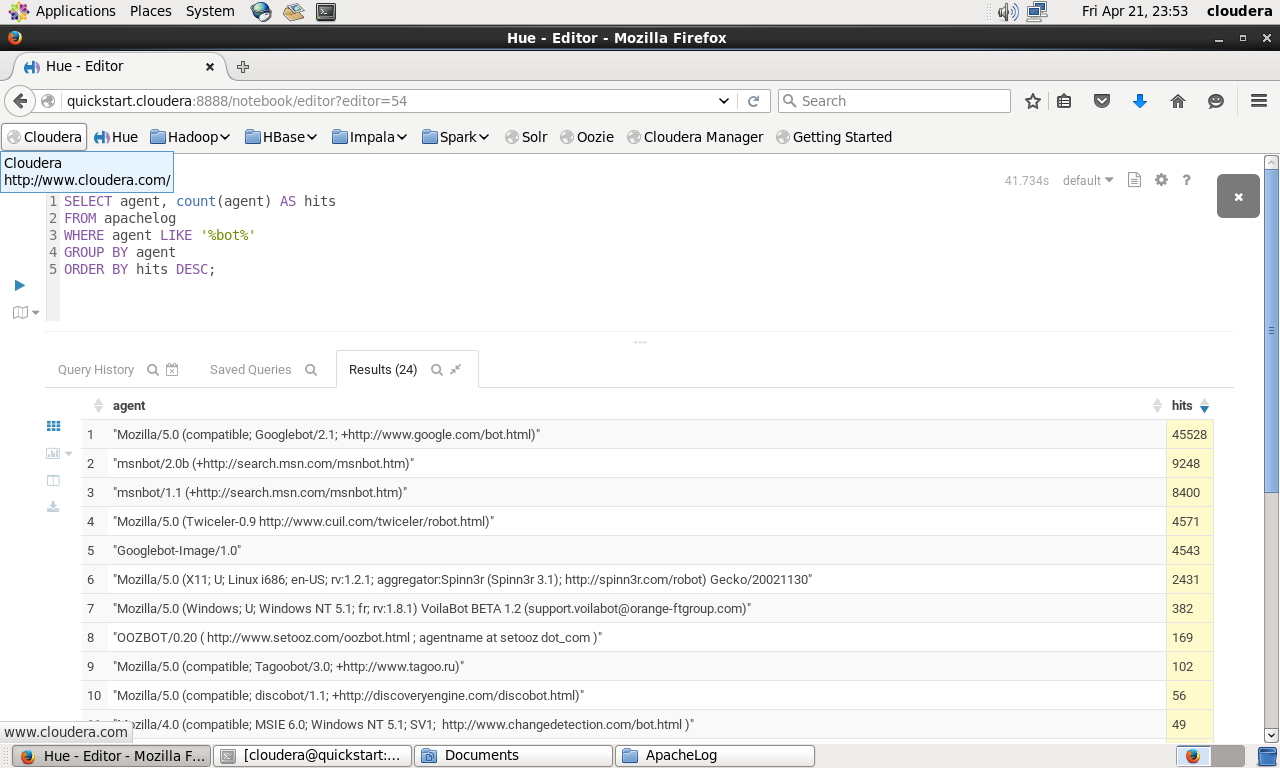 Applications Places System Fri Apr 21, 23:53 cloudera
Hue - Editor - Mozilla Firefox
Hue - Editor
quickstart.cloudera:8888/notebook/editor?editor=54 Search
Cloudera Hue Hadoop HBase Impala Spark Solr Oozie Cloudera Manager Getting Started
Cloudera
http://www.cloudera.com/
41.734s default ?
1 SELECT agent, count(agent) AS hits
2 FROM apachelog
3 WHERE agent LIKE '%bot%'
4 GROUP BY agent
5 ORDER BY hits DESC;
Query History Saved Queries Results (24)
agent hits
1 "Mozilla/5.0 (compatible; Googlebot/2.1; +http://www.google.com/bot.html)" 45528
2 "msnbot/2.0b (+http://search.msn.com/msnbot.htm)" 9248
3 "msnbot/1.1 (+http://search.msn.com/msnbot.htm)" 8400
4 "Mozilla/5.0 (Twiceler-0.9 http://www.cuil.com/twiceler/robot.html)" 4571
5 "Googlebot-Image/1.0" 4543
6 "Mozilla/5.0 (X11; U; Linux i686; en-US; rv:1.2.1; aggregator:Spinn3r (Spinn3r 3.1); http://spinn3r.com/robot) Gecko/20021130" 2431
7 "Mozilla/5.0 (Windows; U; Windows NT 5.1; fr; rv:1.8.1) VoilaBot BETA 1.2 (support.voilabot@orange-ftgroup.com)" 382
8 "OOZBOT/0.20 ( http://www.setooz.com/oozbot.html ; agentname at setooz dot_com )" 169
9 "Mozilla/5.0 (compatible; Tagoobot/3.0; +http://www.tagoo.ru)" 102
10 "Mozilla/5.0 (compatible; discobot/1.1; +http://discoveryengine.com/discobot.html)" 56
"Mozilla/4.0 (compatible; MSIE 6.0; Windows NT 5.1; SV1; http://www.changedetection.com/bot.html )" 49
www.cloudera.com
Hue - Editor - Mozilla F... [cloudera@quickstart:... Documents ApacheLog